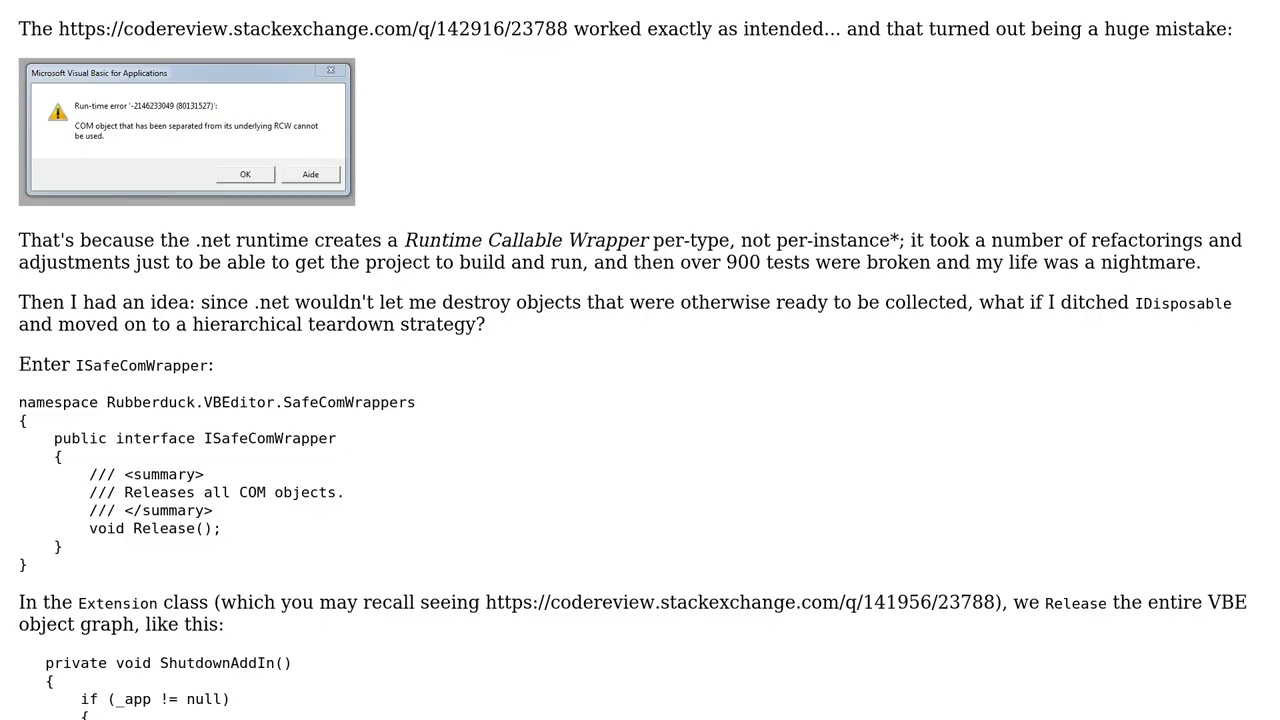 The https://codereview.stackexchange.com/q/142916/23788 worked exactly as intended... and that turned out being a huge mistake:
Microsoft Visual Basic for Applications
Run-time error '-2146233049 (80131527)':
COM object that has been separated from its underlying RCW cannot
be used.
OK
Aide
That's because the .net runtime creates a Runtime Callable Wrapper per-type, not per-instance*; it took a number of refactorings and
adjustments just to be able to get the project to build and run, and then over 900 tests were broken and my life was a nightmare.
Then I had an idea: since .net wouldn't let me destroy objects that were otherwise ready to be collected, what if I ditched IDisposable
and moved on to a hierarchical teardown strategy?
Enter ISafeComWrapper:
namespace Rubberduck.VBEditor.SafeComWrappers
{
    public interface ISafeComWrapper
    {
        /// <summary>
        /// Releases all COM objects.
        /// </summary>
        void Release();
    }
}
In the Extension class (which you may recall seeing https://codereview.stackexchange.com/q/141956/23788), we Release the entire VBE
object graph, like this:
   private void ShutdownAddIn()
   {
       if (_app != null)
       {